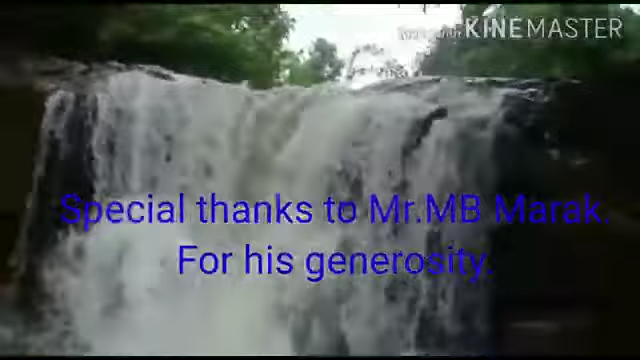 KINEMASTER
Special thanks to Mr.MB Marak.
For his generosity.